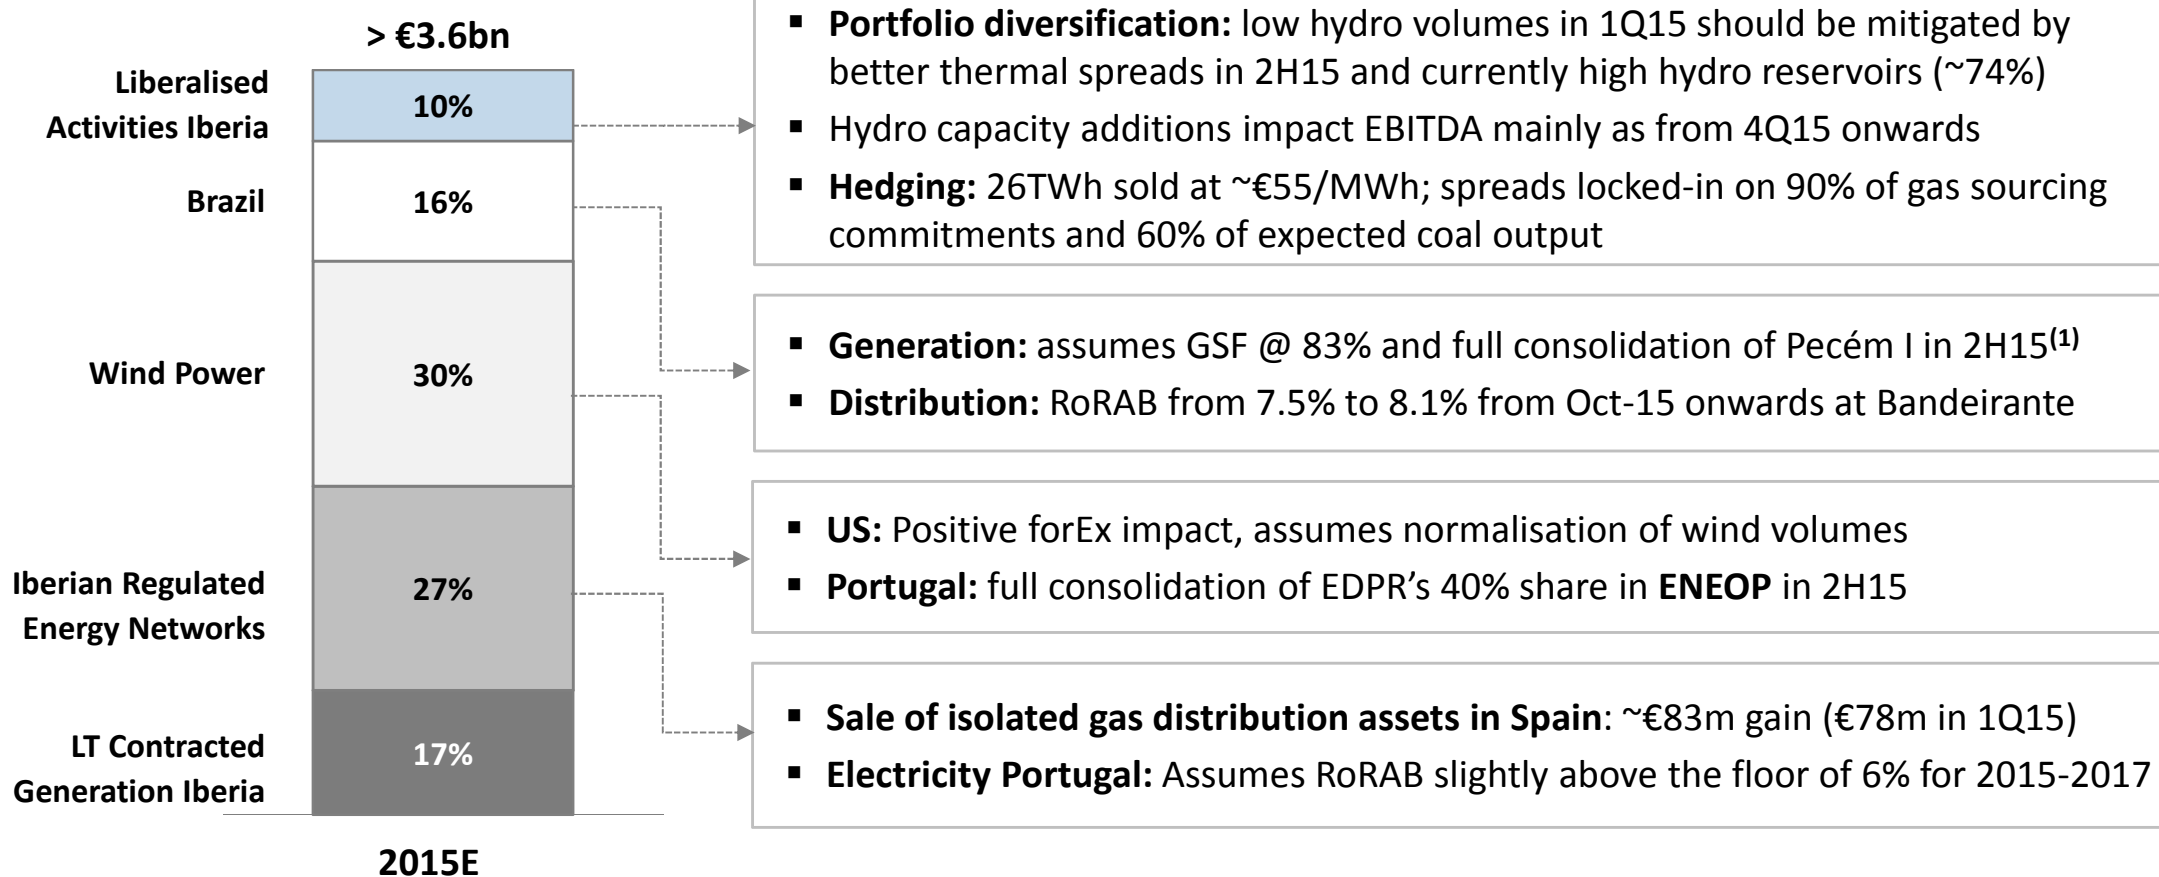 > €3.6bn
Liberalised
Activities Iberia
10%
Brazil
16%
Wind Power
30%
Iberian Regulated
Energy Networks
27%
LT Contracted
Generation Iberia
17%
2015E
▪ Portfolio diversification: low hydro volumes in 1Q15 should be mitigated by
better thermal spreads in 2H15 and currently high hydro reservoirs (~74%)
▪ Hydro capacity additions impact EBITDA mainly as from 4Q15 onwards
▪ Hedging: 26TWh sold at ~€55/MWh; spreads locked-in on 90% of gas sourcing
commitments and 60% of expected coal output
▪ Generation: assumes GSF @ 83% and full consolidation of Pecém I in 2H15(1)
▪ Distribution: RoRAB from 7.5% to 8.1% from Oct-15 onwards at Bandeirante
▪ US: Positive forEx impact, assumes normalisation of wind volumes
▪ Portugal: full consolidation of EDPR’s 40% share in ENEOP in 2H15
▪ Sale of isolated gas distribution assets in Spain: ~€83m gain (€78m in 1Q15)
▪ Electricity Portugal: Assumes RoRAB slightly above the floor of 6% for 2015-2017